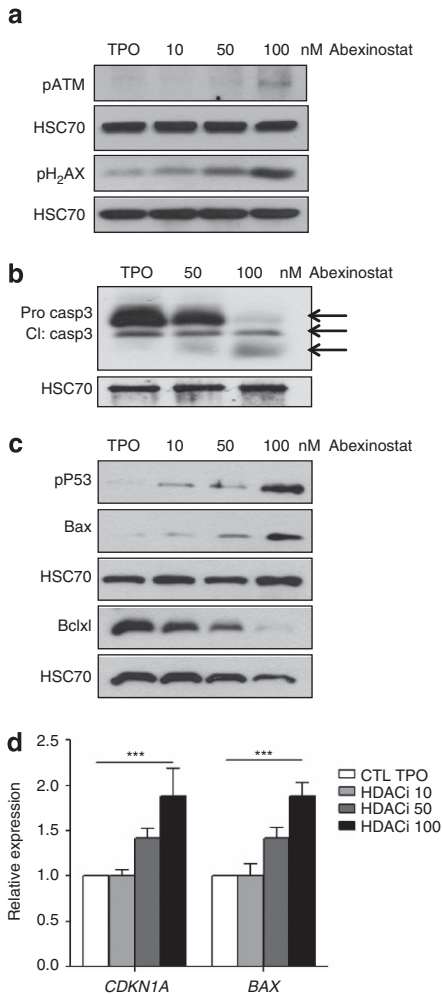 a
TPO 10 50 100 nM Abexinostat
pATM
HSC70
pH2AX
HSC70
b
TPO 50 100 nM Abexinostat
Pro casp3
Cl: casp3
HSC70
c
TPO 10 50 100 nM Abexinostat
pP53
Bax
HSC70
Bclxl
HSC70
d
Relative expression
2.5
2.0
1.5
1.0
0.5
0.0
***
***
CTL TPO
HDACi 10
HDACi 50
HDACi 100
CDKN1A
BAX